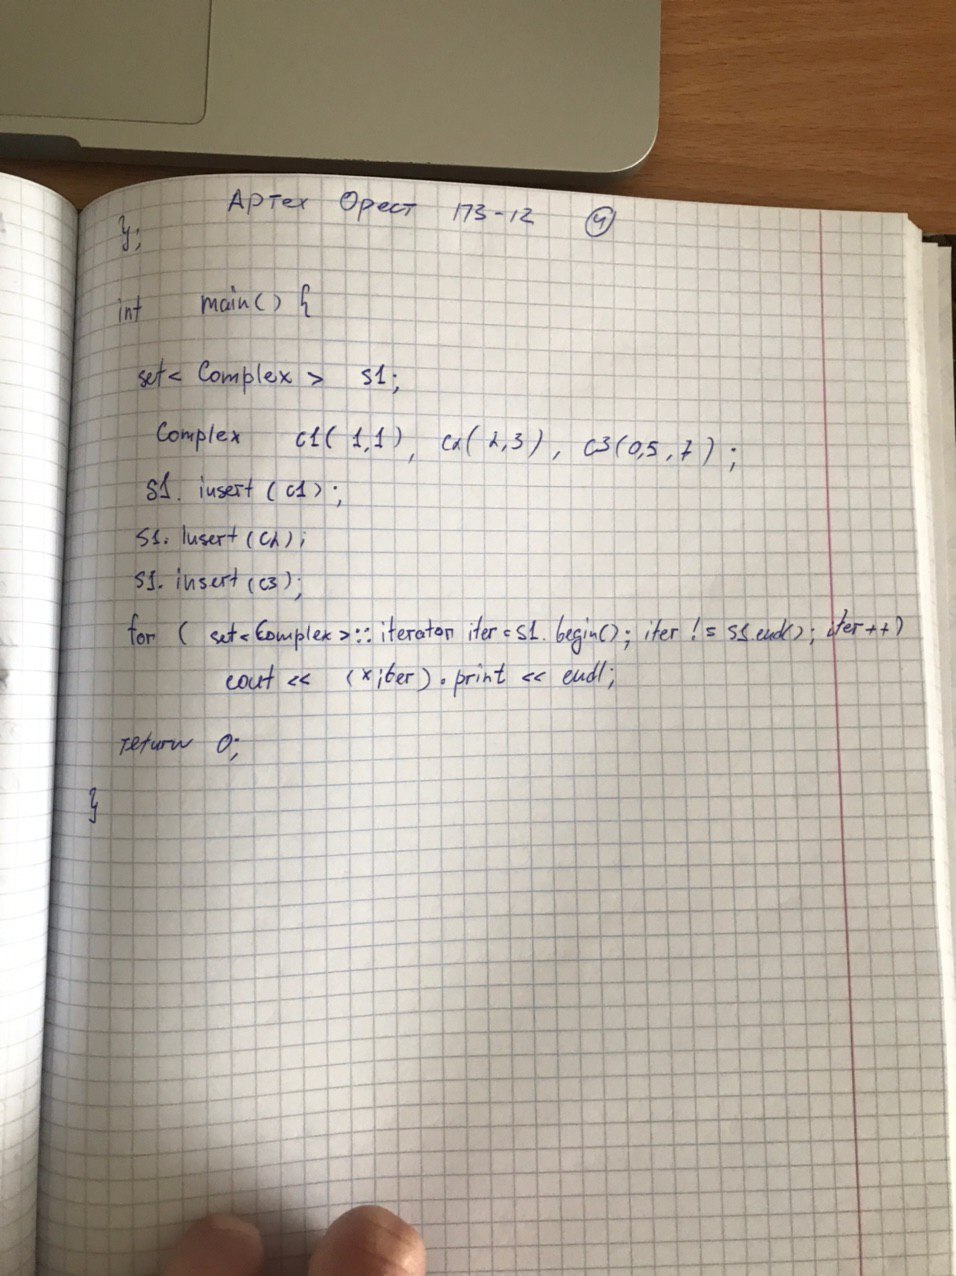 Артех Орест ПЗ-12 4
};
int main() {
set< Complex > s1;
Complex c1( 1,1), c2( 2,3), c3(0,5, 7);
s1. insert (c1);
s1. Insert (c2);
s1. insert (c3);
for ( set<Complex>:: iterator iter = s1. begin(); iter != s1.end(); iter++)
cout << (*iter). print << endl;
return 0;
}